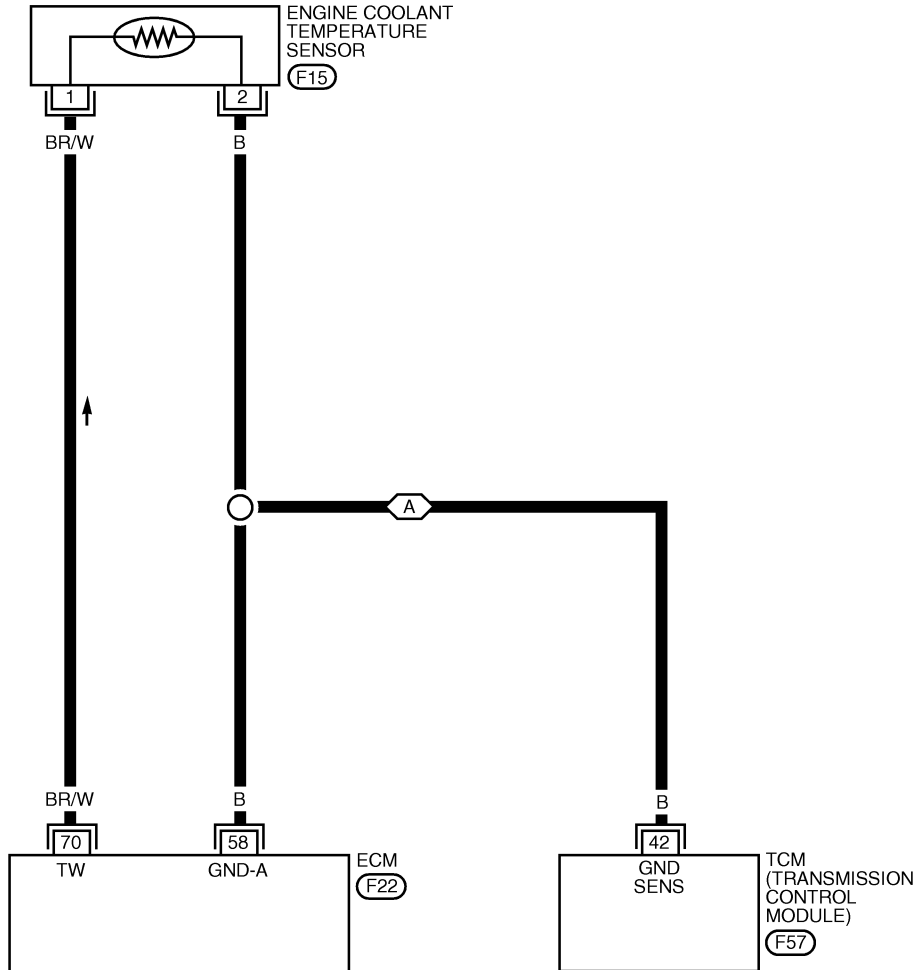 ENGINE COOLANT
TEMPERATURE
SENSOR
F15
1
2
BR/W
B
A
BR/W
B
B
70
58
42
TW
GND-A
ECM
F22
GND
SENS
TCM
(TRANSMISSION
CONTROL
MODULE)
F57